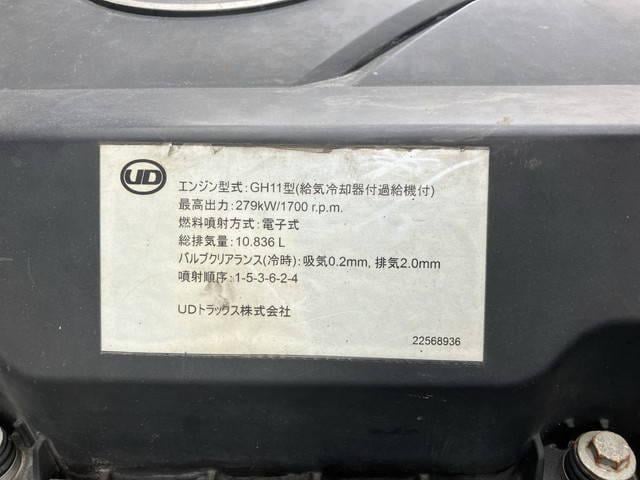 UD
エンジン型式:GH11型(給気冷却器付過給機付)
最高出力:279kW/1700 r.p.m.
燃料噴射方式:電子式
総排気量:10.836 L
バルブクリアランス(冷時):吸気0.2mm, 排気2.0mm
噴射順序:1-5-3-6-2-4
UDトラックス株式会社
22568936